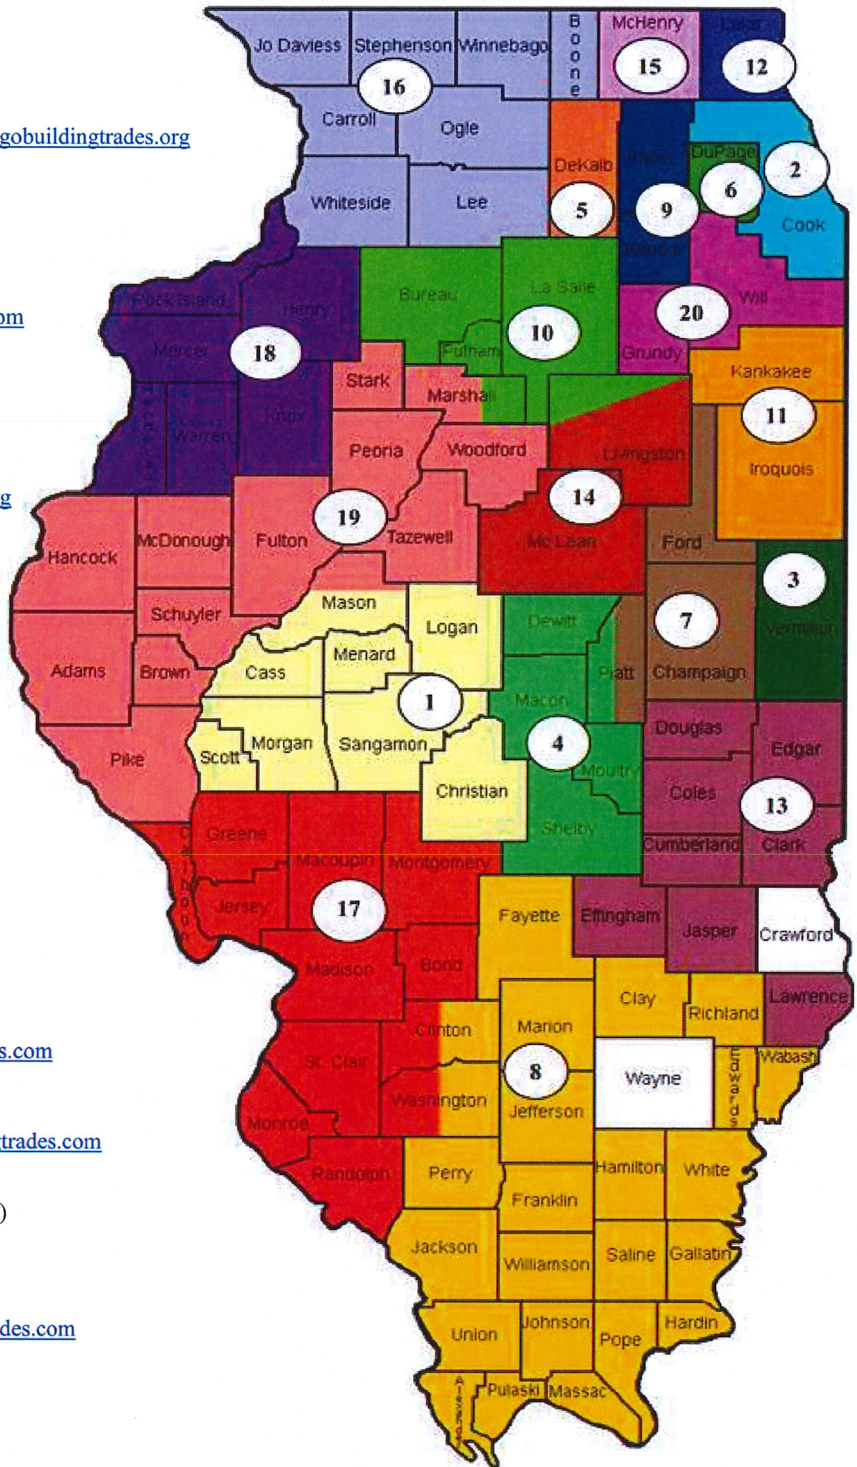 Jo Daviess
Stephenson
Winnebago
Boone
McHenry
Lake
16
15
12
gobuildingtrades.org
Carroll
Ogle
DeKalb
Kane
DuPage
2
Whiteside
Lee
5
9
6
Cook
Rock Island
Henry
Bureau
La Salle
Kendall
Will
om
Mercer
18
Putnam
10
20
Grundy
Stark
Marshall
Kankakee
Warren
Knox
Peoria
Woodford
Livingston
11
Iroquois
g
19
14
Hancock
McDonough
Fulton
Tazewell
Mc Lean
Ford
3
Vermilion
Schuyler
Mason
Logan
Dewitt
7
Adams
Brown
Cass
Menard
Piatt
Champaign
1
Macon
Pike
Scott
Morgan
Sangamon
4
Douglas
Edgar
Christian
Moultry
Coles
13
Shelby
Cumberland
Clark
Calhoun
Greene
Macoupin
Montgomery
Jersey
17
Fayette
Effingham
Jasper
Crawford
Madison
Bond
Clay
Richland
Lawrence
Clinton
Marion
s.com
St. Clair
8
Wayne
Edwards
Wabash
Monroe
Washington
Jefferson
gtrades.com
Randolph
Perry
Hamilton
White
)
Franklin
Jackson
Williamson
Saline
Gallatin
des.com
Union
Johnson
Pope
Hardin
Alexander
Pulaski
Massac